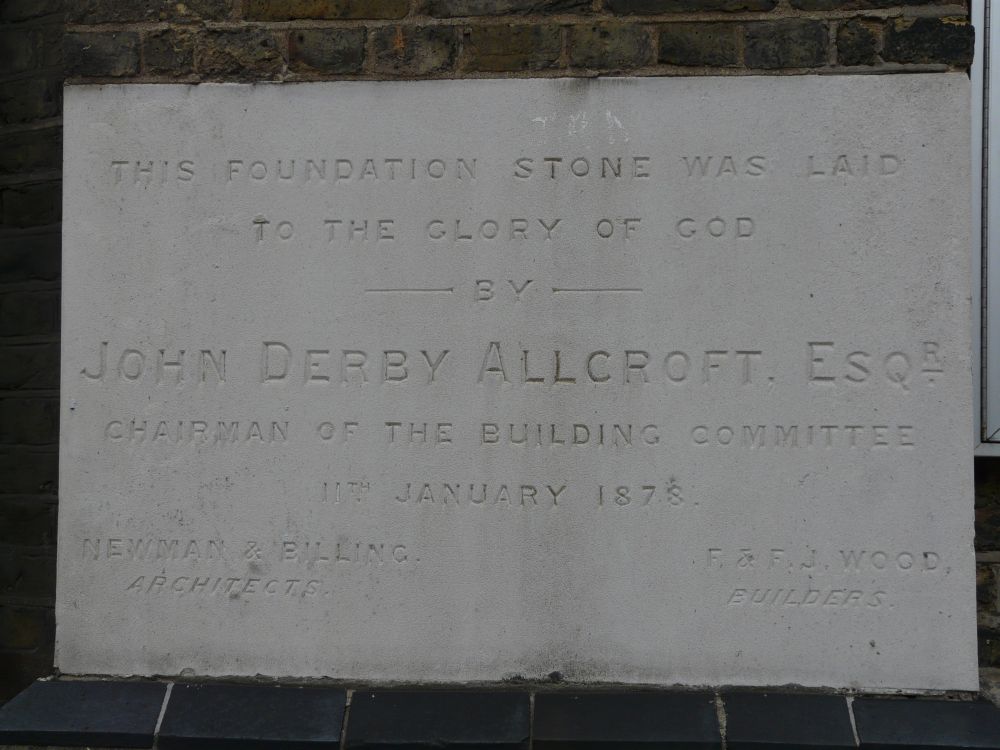 THIS FOUNDATION STONE WAS LAID
TO THE GLORY OF GOD
BY
JOHN DERBY ALLCROFT, ESQR.
CHAIRMAN OF THE BUILDING COMMITTEE
11TH JANUARY 1878.
NEWMAN & BILLING.
ARCHITECTS.
F. & F. J. WOOD,
BUILDERS.